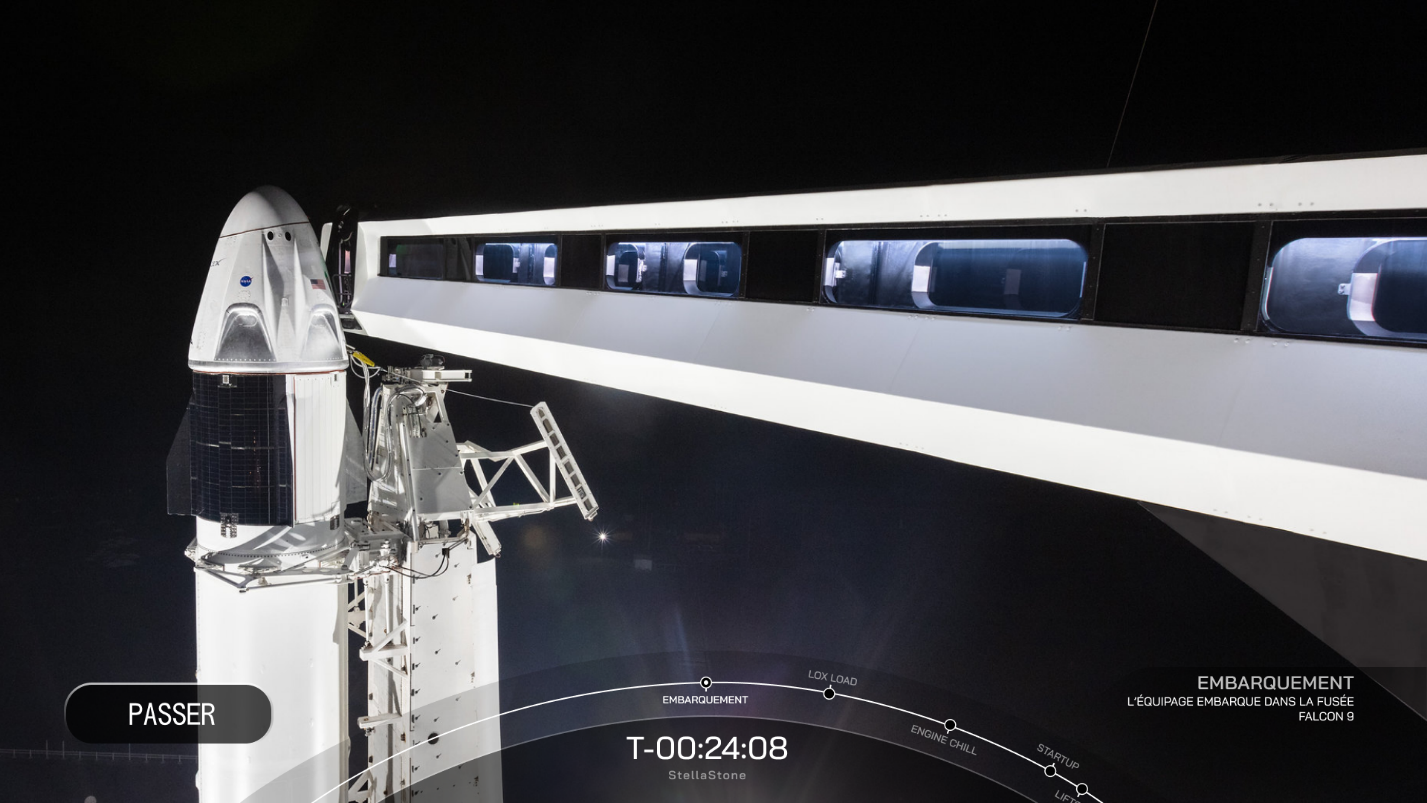 PASSER
EMBARQUEMENT
LOX LOAD
ENGINE CHILL
STARTUP
T-00:24:08
StellaStone
EMBARQUEMENT
L'ÉQUIPAGE EMBARQUE DANS LA FUSÉE
FALCON 9